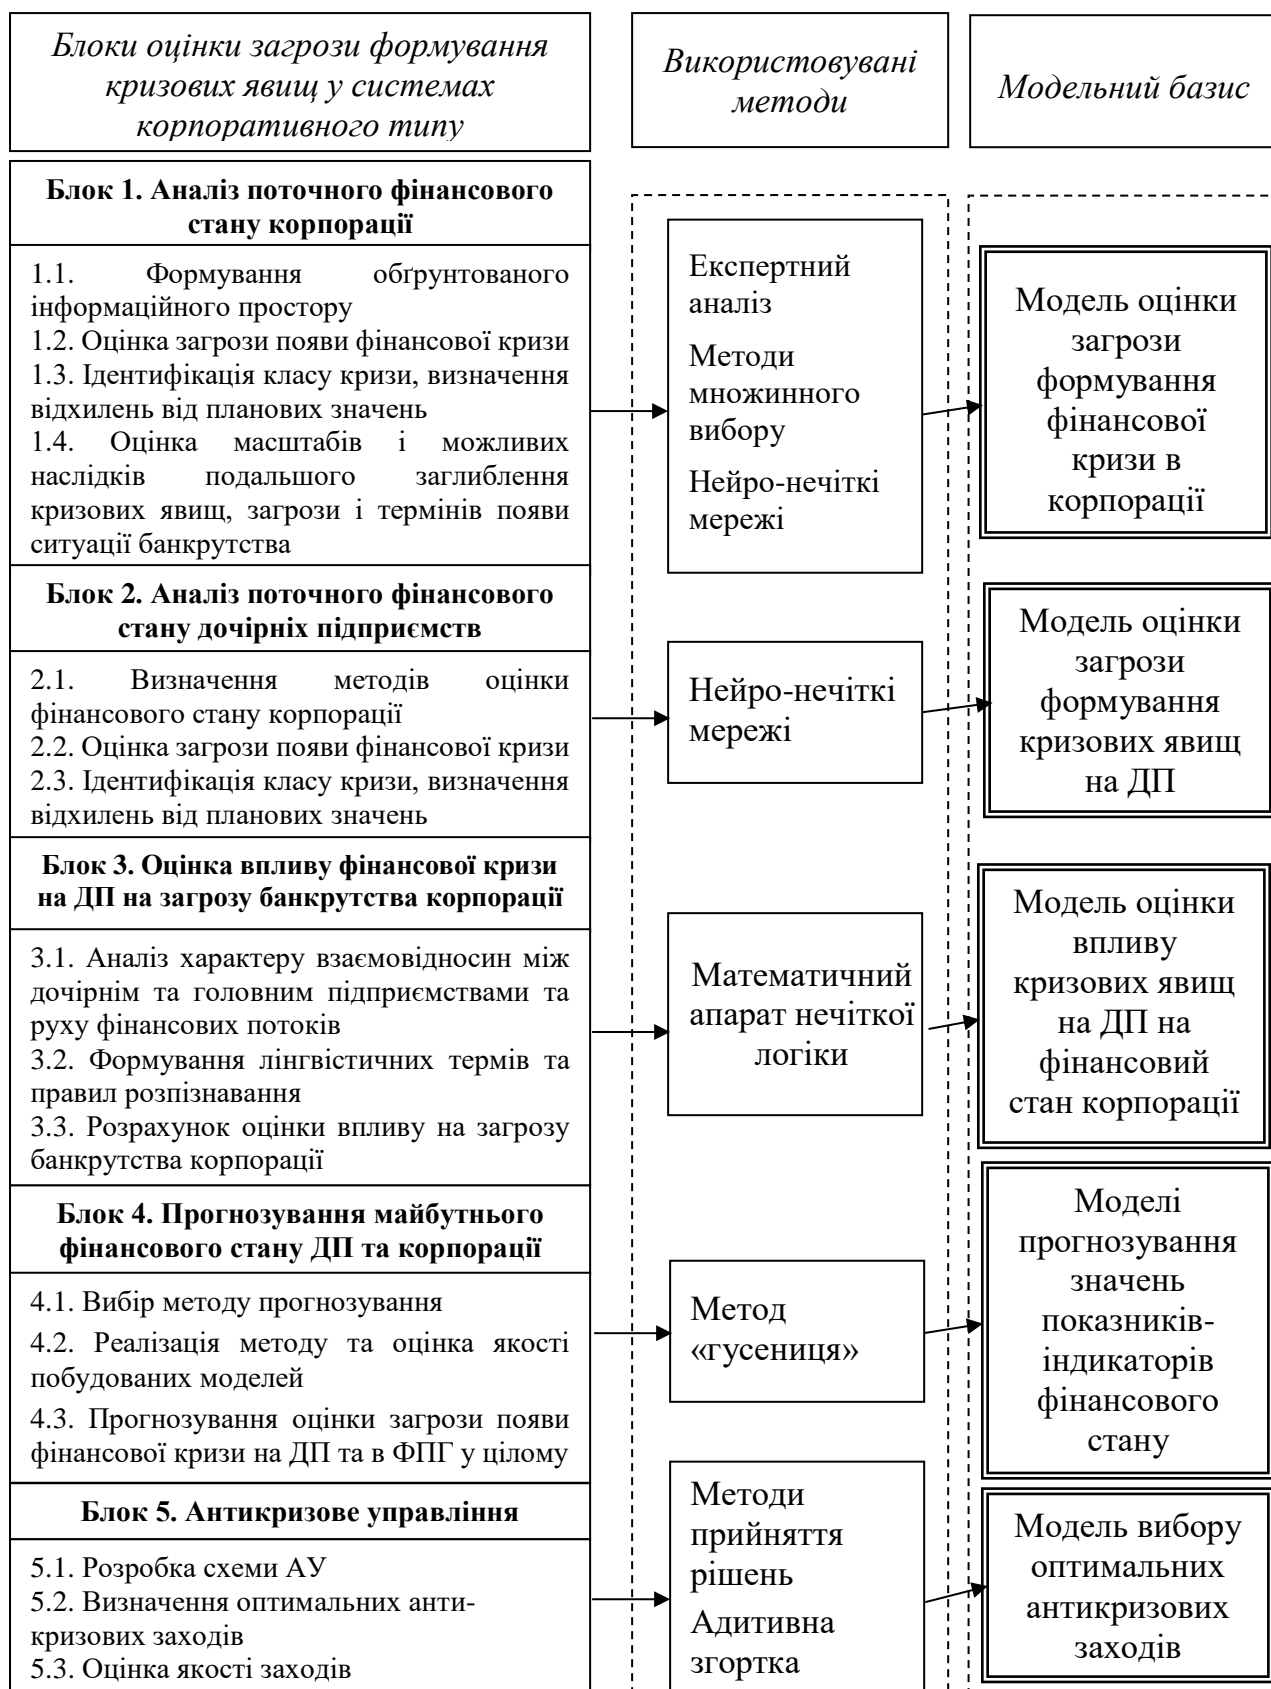 Блоки оцінки загрози формування
кризових явищ у системах
корпоративного типу
Використовувані
методи
Модельний базис
Блок 1. Аналіз поточного фінансового
стану корпорації
1.1. Формування обґрунтованого
інформаційного простору
1.2. Оцінка загрози появи фінансової кризи
1.3. Ідентифікація класу кризи, визначення
відхилень від планових значень
1.4. Оцінка масштабів і можливих
наслідків подальшого заглиблення
кризових явищ, загрози і термінів появи
ситуації банкрутства
Експертний
аналіз
Методи
множинного
вибору
Нейро-нечіткі
мережі
Модель оцінки
загрози
формування
фінансової
кризи в
корпорації
Блок 2. Аналіз поточного фінансового
стану дочірніх підприємств
2.1. Визначення методів оцінки
фінансового стану корпорації
2.2. Оцінка загрози появи фінансової кризи
2.3. Ідентифікація класу кризи, визначення
відхилень від планових значень
Нейро-нечіткі
мережі
Модель оцінки
загрози
формування
кризових явищ
на ДП
Блок 3. Оцінка впливу фінансової кризи
на ДП на загрозу банкрутства корпорації
3.1. Аналіз характеру взаємовідносин між
дочірнім та головним підприємствами та
руху фінансових потоків
3.2. Формування лінгвістичних термів та
правил розпізнавання
3.3. Розрахунок оцінки впливу на загрозу
банкрутства корпорації
Математичний
апарат нечіткої
логіки
Модель оцінки
впливу
кризових явищ
на ДП на
фінансовий
стан корпорації
Блок 4. Прогнозування майбутнього
фінансового стану ДП та корпорації
4.1. Вибір методу прогнозування
4.2. Реалізація методу та оцінка якості
побудованих моделей
4.3. Прогнозування оцінки загрози появи
фінансової кризи на ДП та в ФПГ у цілому
Метод
«гусениця»
Моделі
прогнозування
значень
показників-
індикаторів
фінансового
стану
Блок 5. Антикризове управління
5.1. Розробка схеми АУ
5.2. Визначення оптимальних анти-
кризових заходів
5.3. Оцінка якості заходів
Методи
прийняття
рішень
Адитивна
згортка
Модель вибору
оптимальних
антикризових
заходів